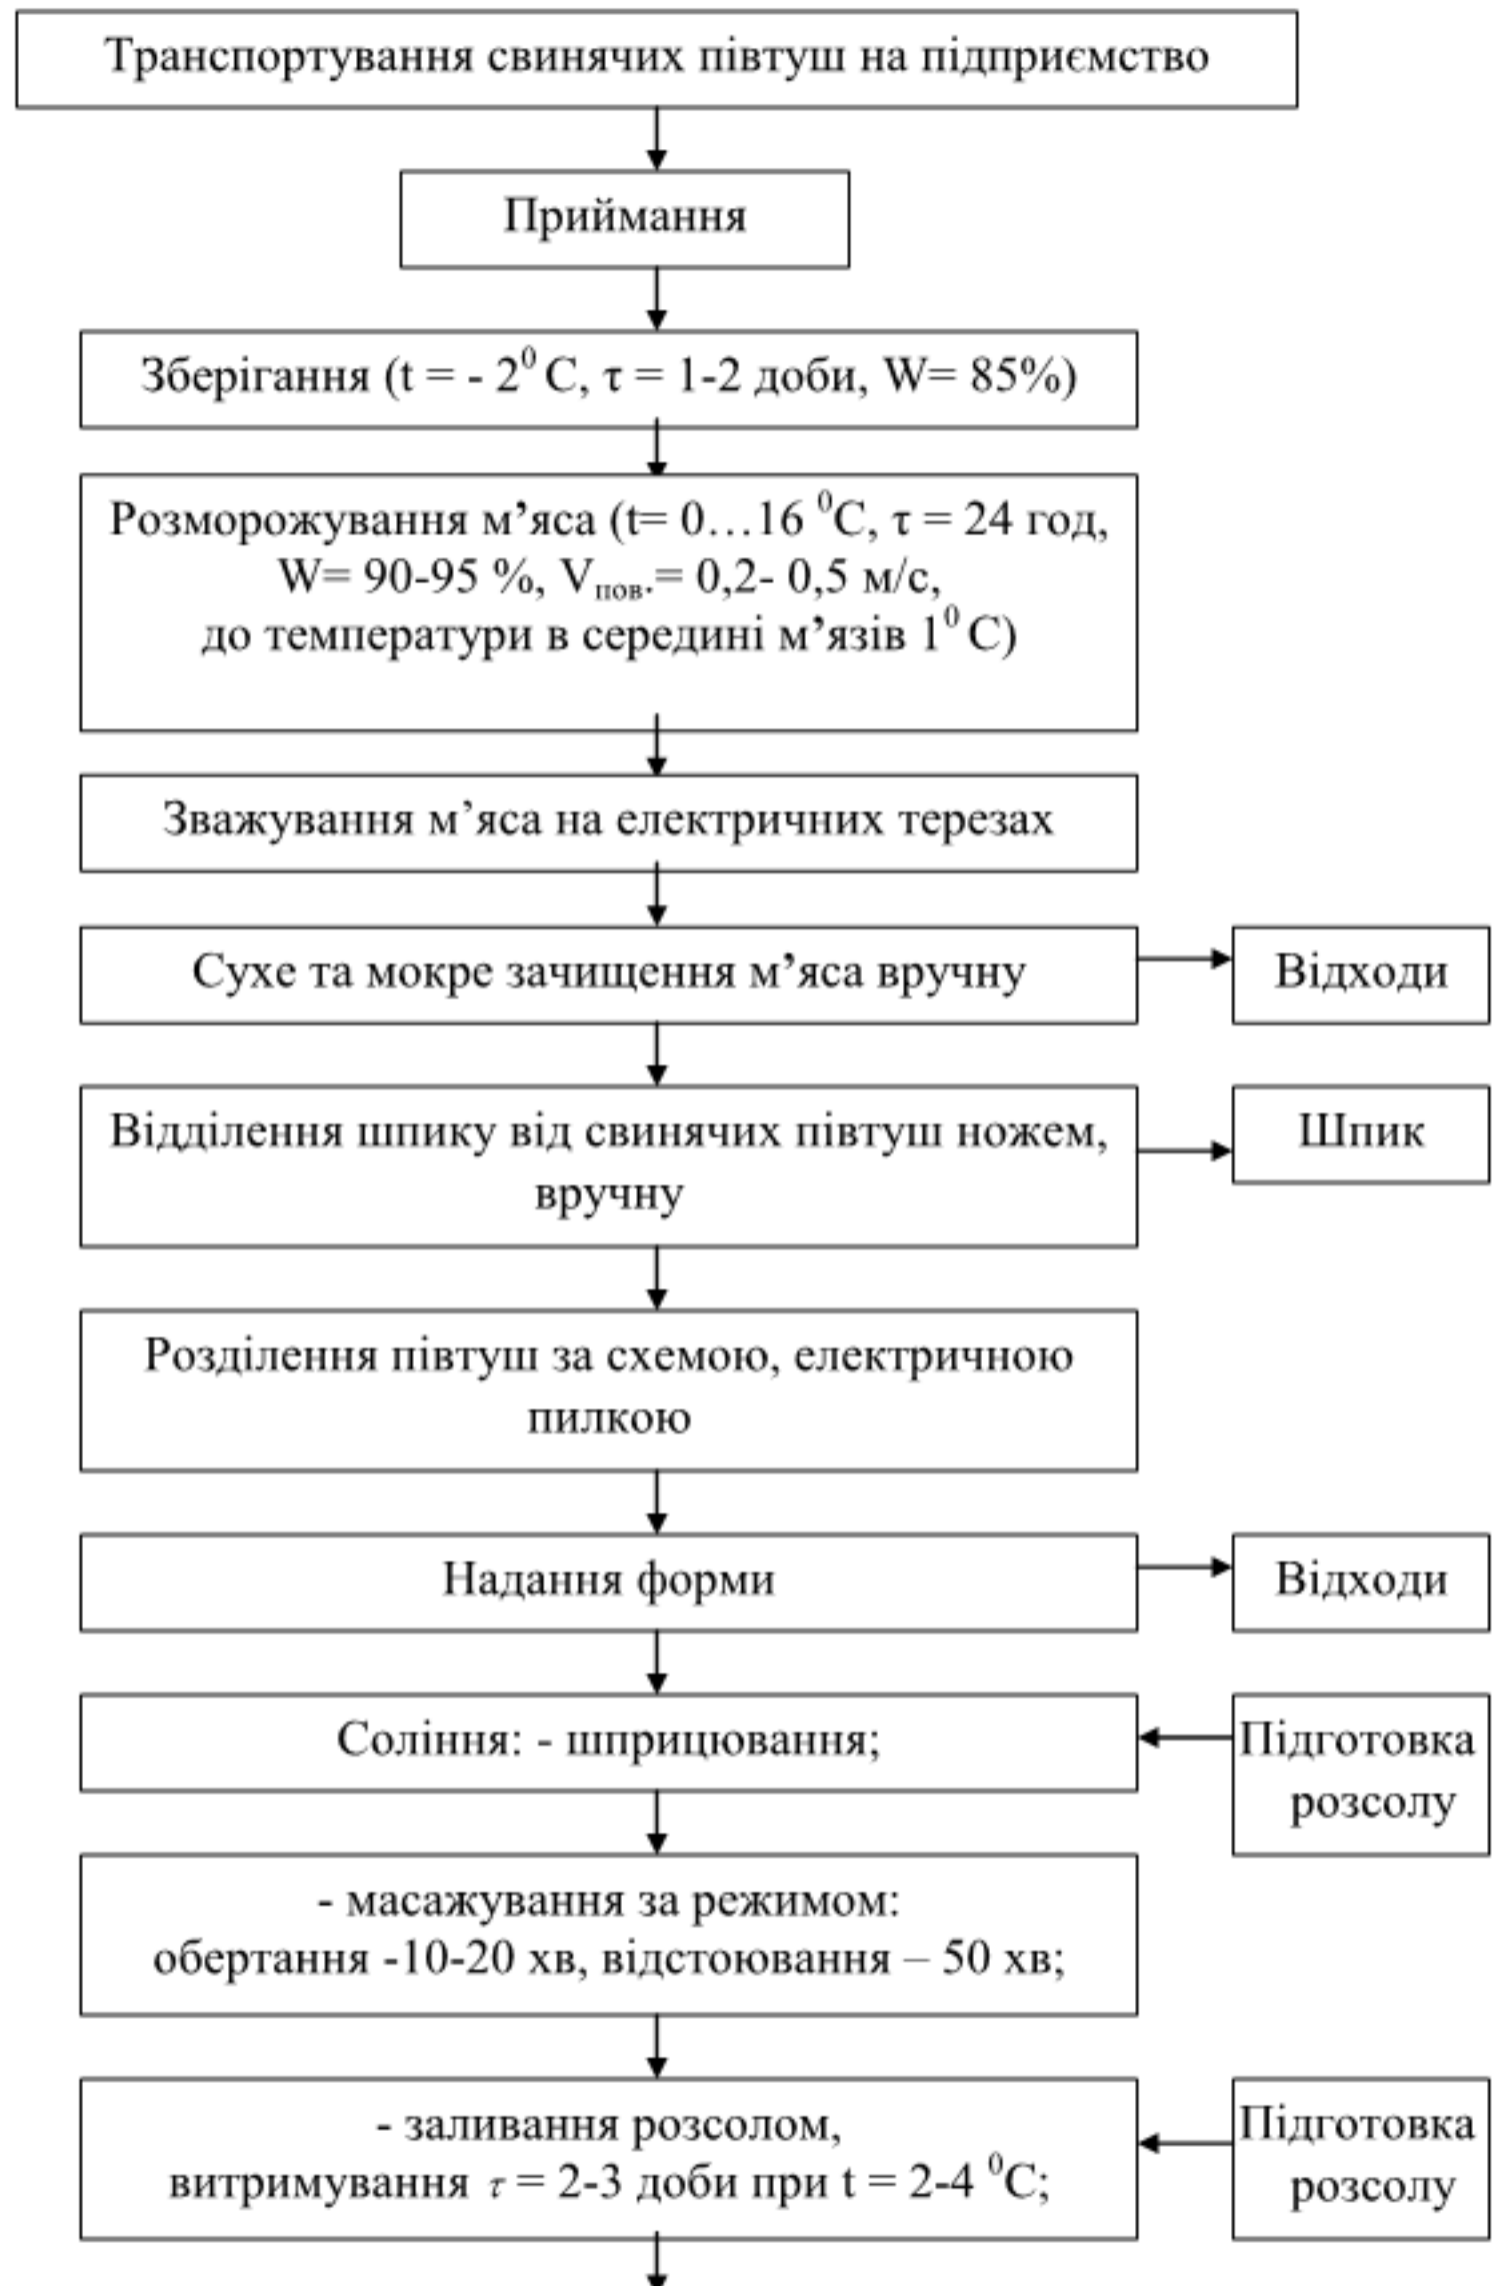 Транспортування свинячих півтуш на підприємство
Приймання
Зберігання (t = - 2⁰ С, τ = 1-2 доби, W= 85%)
Розморожування м’яса (t= 0…16 ⁰С, τ = 24 год,
W= 90-95 %, Vпов.= 0,2- 0,5 м/с,
до температури в середині м’язів 1⁰ С)
Зважування м’яса на електричних терезах
Сухе та мокре зачищення м’яса вручну
Відходи
Відділення шпику від свинячих півтуш ножем,
вручну
Шпик
Розділення півтуш за схемою, електричною
пилкою
Надання форми
Відходи
Соління: - шприцювання;
Підготовка
розсолу
- масажування за режимом:
обертання -10-20 хв, відстоювання – 50 хв;
- заливання розсолом,
витримування τ = 2-3 доби при t = 2-4 ⁰С;
Підготовка
розсолу